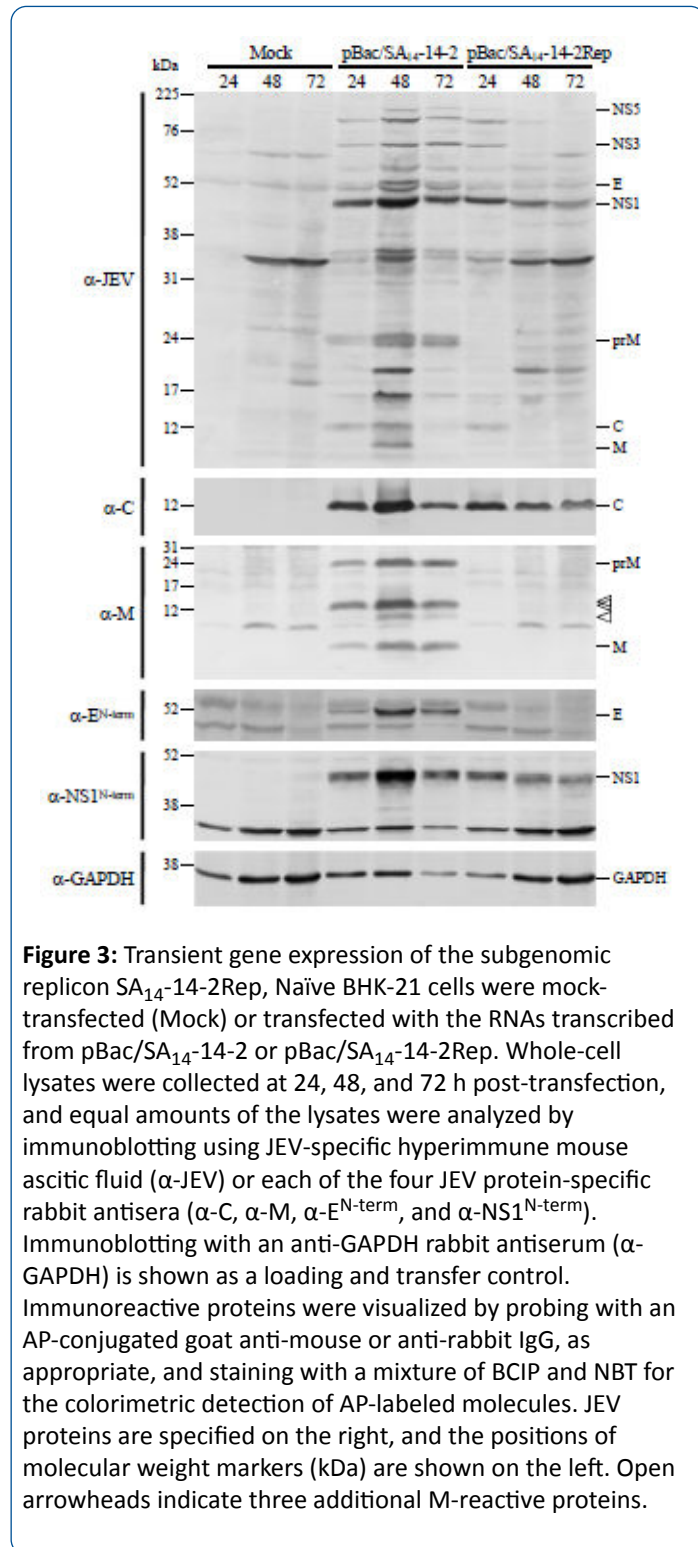 Mock pBac/SA₁₄-14-2 pBac/SA₁₄-14-2Rep
kDa 24 48 72 24 48 72 24 48 72
225
76
52
38
31
24
17
12
α-JEV
NS5
NS3
E
NS1
prM
C
M
α-C 12 C
31
24
17
12
α-M
prM
M
α-E^N-term 52 E
52
38
α-NS1^N-term NS1
α-GAPDH 38 GAPDH
Figure 3: Transient gene expression of the subgenomic
replicon SA₁₄-14-2Rep, Naïve BHK-21 cells were mock-
transfected (Mock) or transfected with the RNAs transcribed
from pBac/SA₁₄-14-2 or pBac/SA₁₄-14-2Rep. Whole-cell
lysates were collected at 24, 48, and 72 h post-transfection,
and equal amounts of the lysates were analyzed by
immunoblotting using JEV-specific hyperimmune mouse
ascitic fluid (α-JEV) or each of the four JEV protein-specific
rabbit antisera (α-C, α-M, α-E^N-term, and α-NS1^N-term).
Immunoblotting with an anti-GAPDH rabbit antiserum (α-
GAPDH) is shown as a loading and transfer control.
Immunoreactive proteins were visualized by probing with an
AP-conjugated goat anti-mouse or anti-rabbit IgG, as
appropriate, and staining with a mixture of BCIP and NBT for
the colorimetric detection of AP-labeled molecules. JEV
proteins are specified on the right, and the positions of
molecular weight markers (kDa) are shown on the left. Open
arrowheads indicate three additional M-reactive proteins.